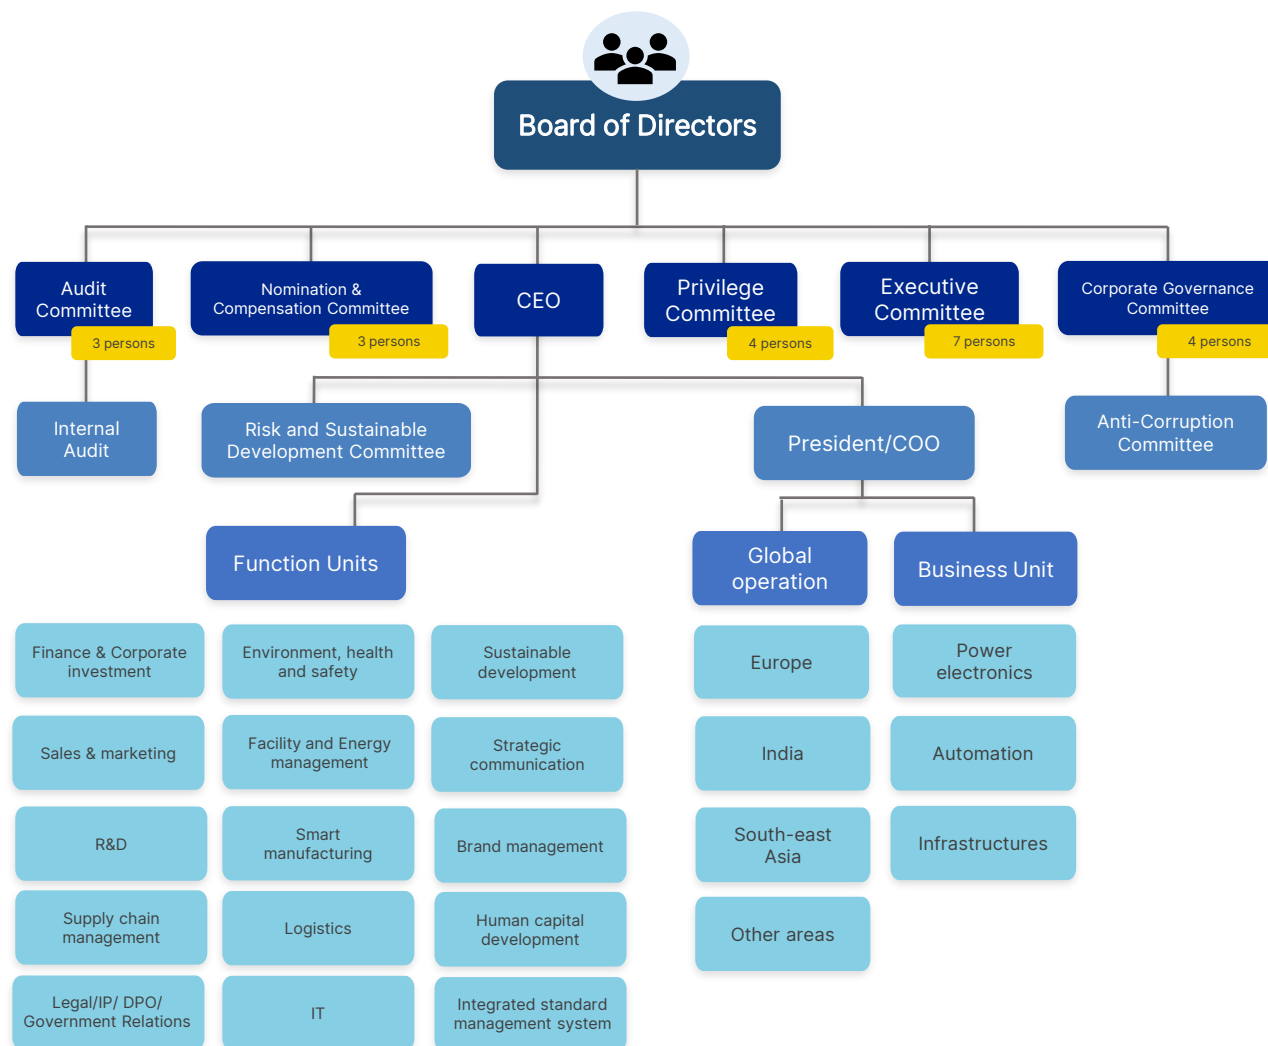 Board of Directors
Audit
Committee
3 persons
Nomination &
Compensation Committee
3 persons
CEO
Privilege
Committee
4 persons
Executive
Committee
7 persons
Corporate Governance
Committee
4 persons
Internal
Audit
Risk and Sustainable
Development Committee
President/COO
Anti-Corruption
Committee
Function Units
Global
operation
Business Unit
Finance & Corporate
investment
Environment, health
and safety
Sustainable
development
Europe
Power
electronics
Sales & marketing
Facility and Energy
management
Strategic
communication
India
Automation
R&D
Smart
manufacturing
Brand management
South-east
Asia
Infrastructures
Supply chain
management
Logistics
Human capital
development
Other areas
Legal/IP/ DPO/
Government Relations
IT
Integrated standard
management system